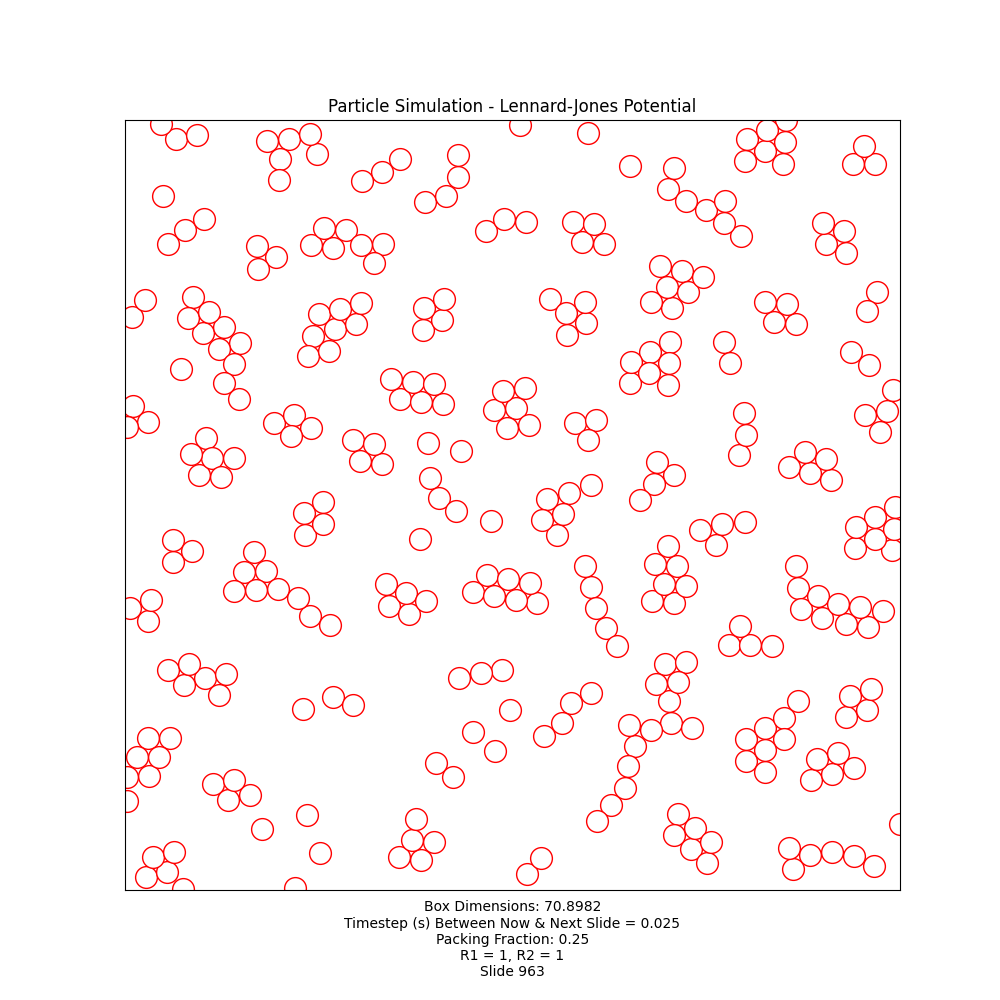 Particle Simulation - Lennard-Jones Potential
Box Dimensions: 70.8982
Timestep (s) Between Now & Next Slide = 0.025
Packing Fraction: 0.25
R1 = 1, R2 = 1
Slide 963